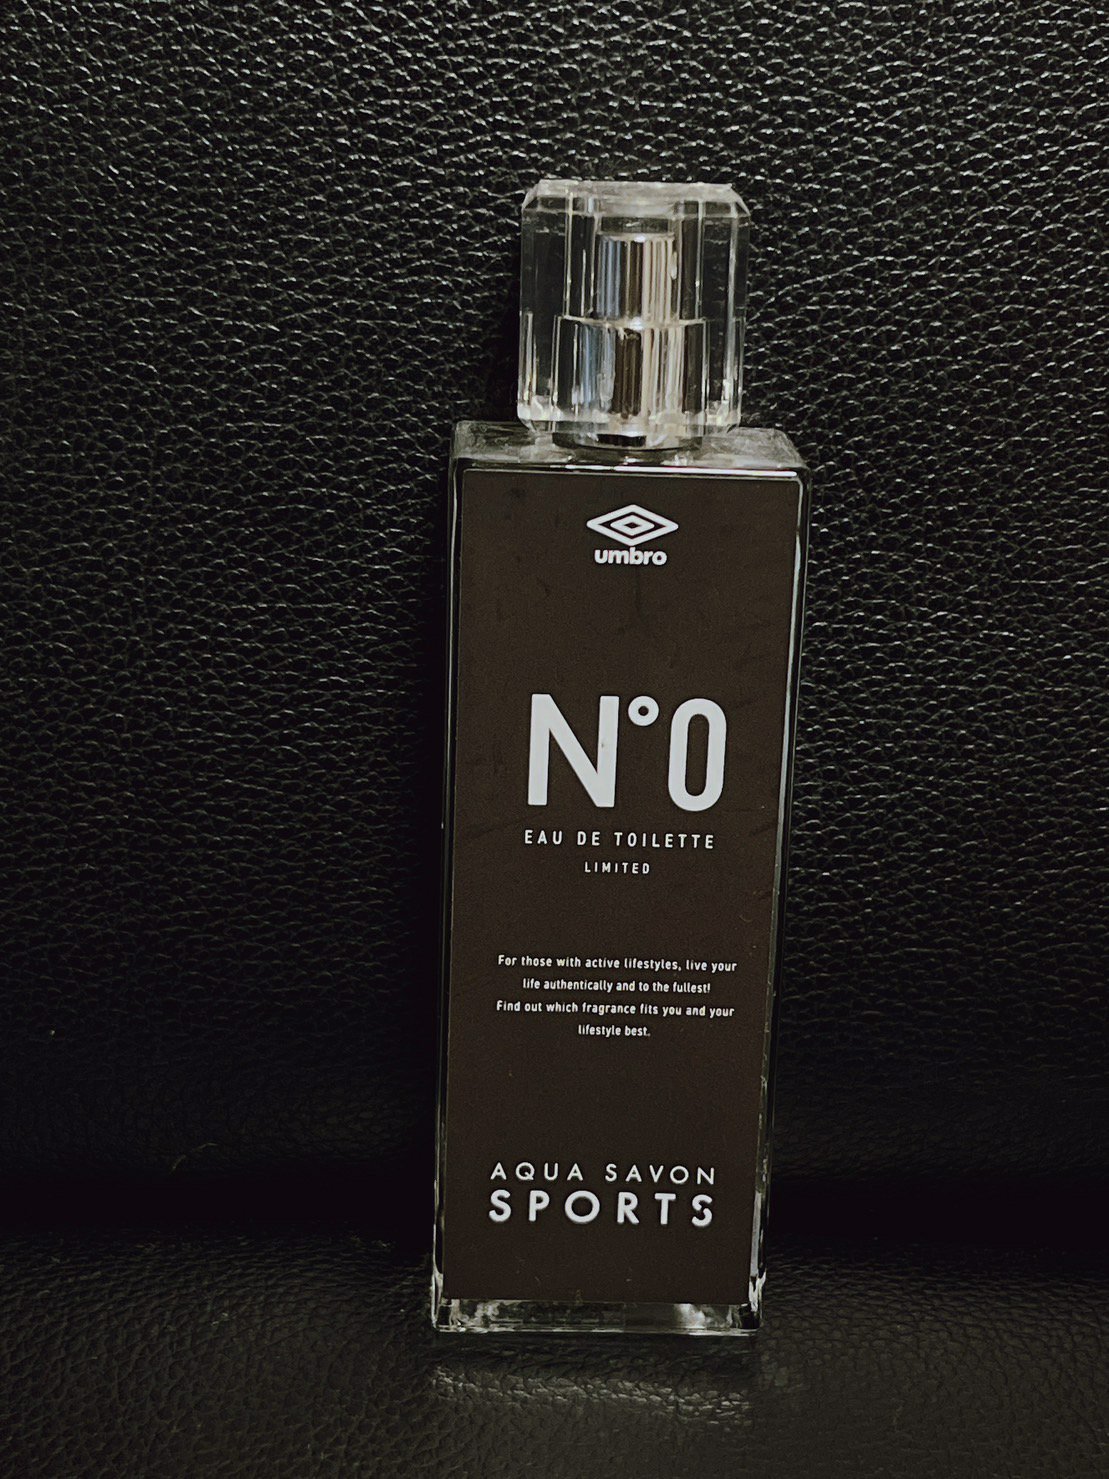 umbro
N°0
EAU DE TOILETTE
LIMITED
For those with active lifestyles, live your
life authentically and to the fullest!
Find out which fragrance fits you and your
lifestyle best.
AQUA SAVON
SPORTS